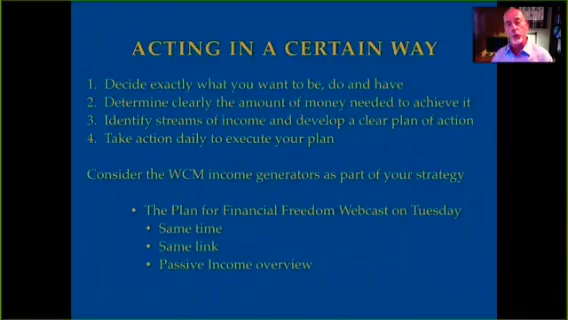 ACTING IN A CERTAIN WAY
1. Decide exactly what you want to be, do and have
2. Determine clearly the amount of money needed to achieve it
3. Identify streams of income and develop a clear plan of action
4. Take action daily to execute your plan
Consider the WCM income generators as part of your strategy
• The Plan for Financial Freedom Webcast on Tuesday
• Same time
• Same link
• Passive Income overview